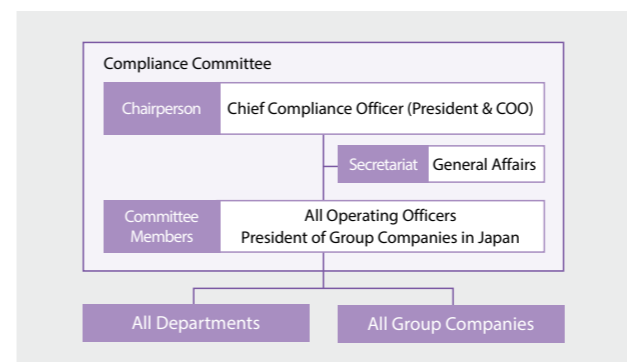 Compliance Committee
Chairperson
Chief Compliance Officer (President & COO)
Secretariat
General Affairs
Committee
Members
All Operating Officers
President of Group Companies in Japan
All Departments
All Group Companies